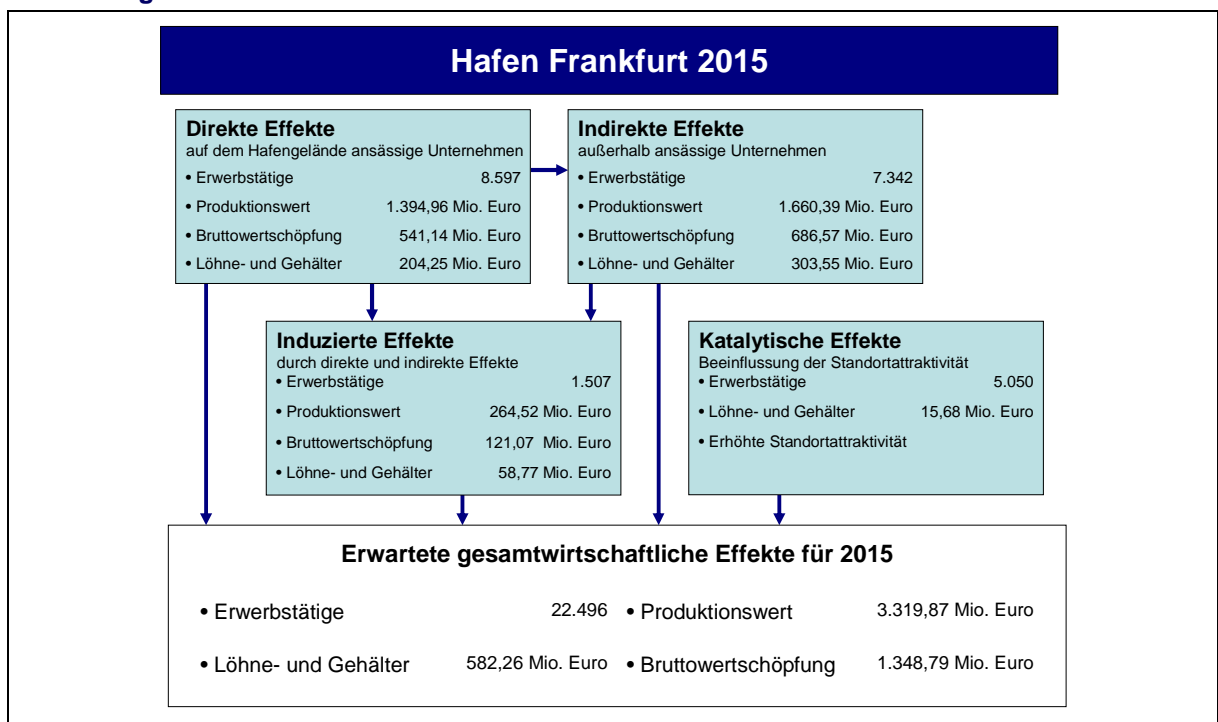 Hafen Frankfurt 2015
Direkte Effekte
auf dem Hafengelände ansässige Unternehmen
• Erwerbstätige 8.597
• Produktionswert 1.394,96 Mio. Euro
• Bruttowertschöpfung 541,14 Mio. Euro
• Löhne- und Gehälter 204,25 Mio. Euro
Indirekte Effekte
außerhalb ansässige Unternehmen
• Erwerbstätige 7.342
• Produktionswert 1.660,39 Mio. Euro
• Bruttowertschöpfung 686,57 Mio. Euro
• Löhne- und Gehälter 303,55 Mio. Euro
Induzierte Effekte
durch direkte und indirekte Effekte
• Erwerbstätige 1.507
• Produktionswert 264,52 Mio. Euro
• Bruttowertschöpfung 121,07 Mio. Euro
• Löhne- und Gehälter 58,77 Mio. Euro
Katalytische Effekte
Beeinflussung der Standortattraktivität
• Erwerbstätige 5.050
• Löhne- und Gehälter 15,68 Mio. Euro
• Erhöhte Standortattraktivität
Erwartete gesamtwirtschaftliche Effekte für 2015
• Erwerbstätige 22.496 • Produktionswert 3.319,87 Mio. Euro
• Löhne- und Gehälter 582,26 Mio. Euro • Bruttowertschöpfung 1.348,79 Mio. Euro